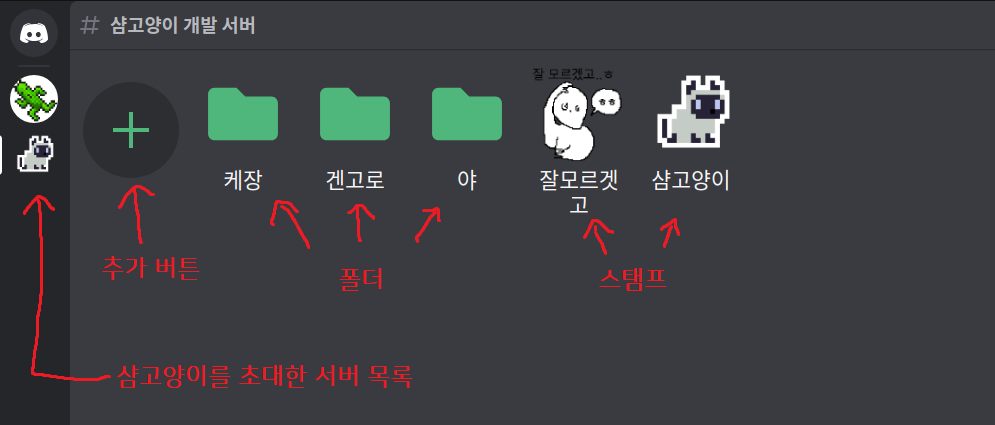 # 샴고양이 개발 서버
잘 모르겠고..ㅎ
케장
겐고로
야
잘모르겟
고
샴고양이
추가 버튼
폴더
스탬프
샴고양이를 초대한 서버 목록